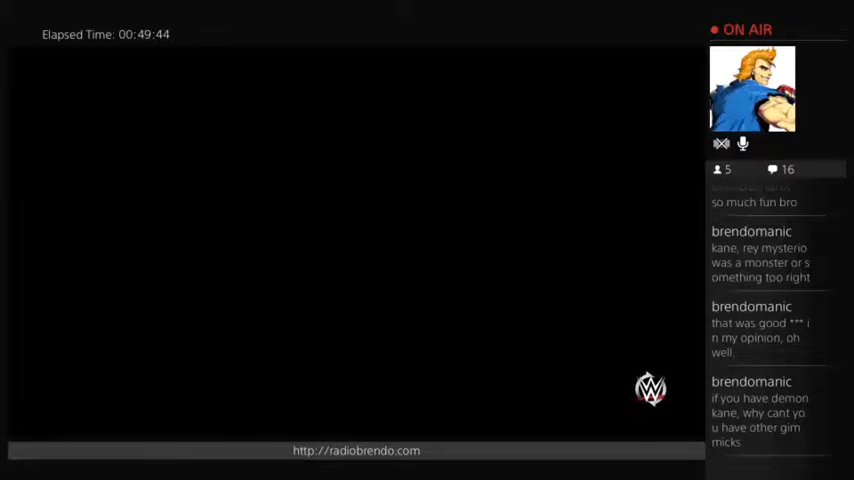 Elapsed Time: 00:49:44
ON AIR
5
16
so much fun bro
brendomanic
kane, rey mysterio
was a monster or s
omething too right
brendomanic
that was good *** i
n my opinion, oh
well.
brendomanic
if you have demon
kane, why cant yo
u have other gim
micks
W
http://radiobrendo.com